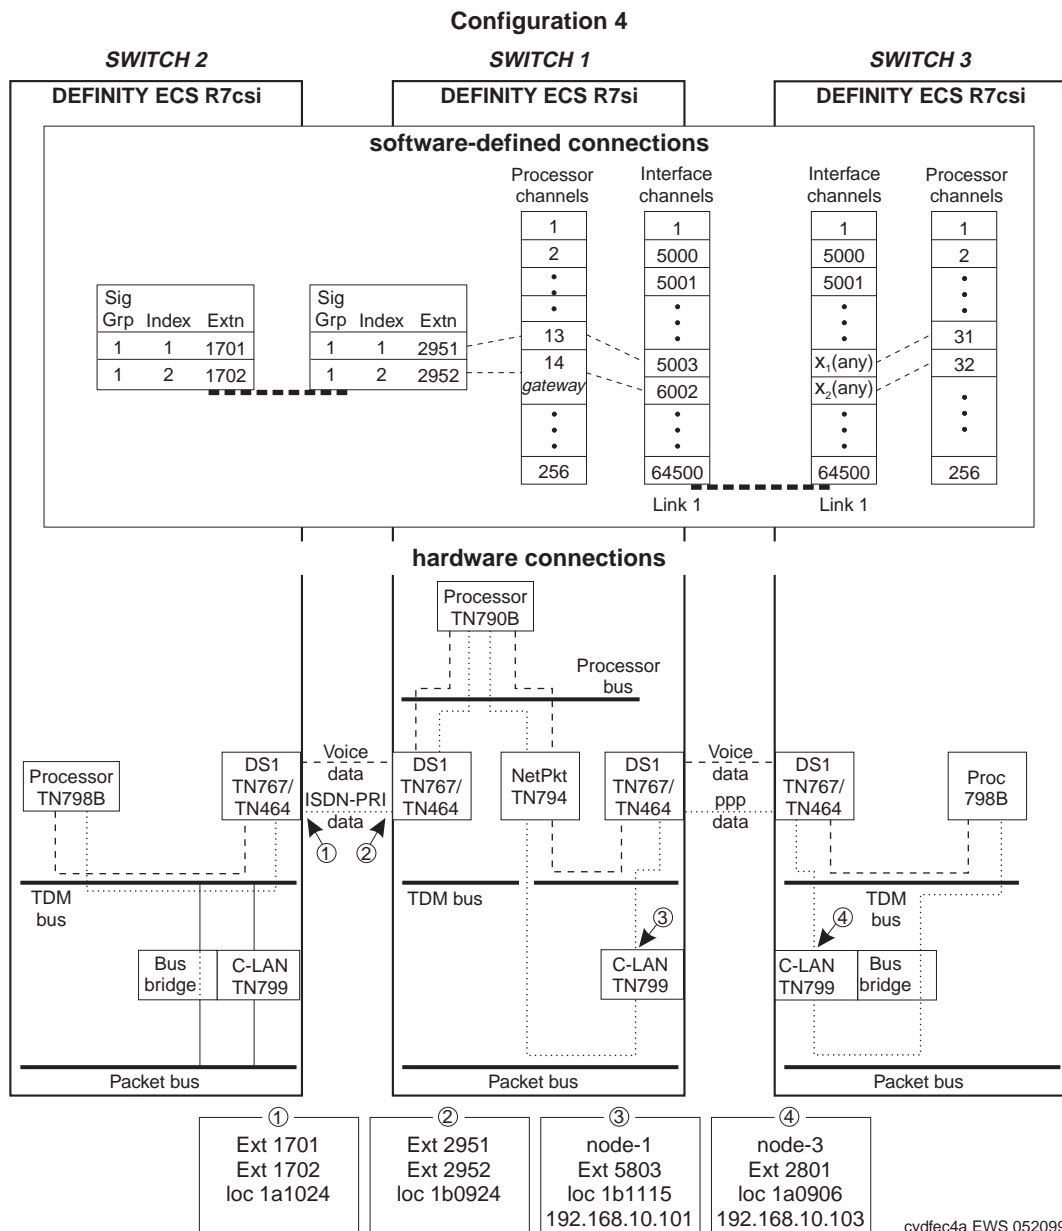 Configuration 4
SWITCH 2
SWITCH 1
SWITCH 3
DEFINITY ECS R7csi
DEFINITY ECS R7si
DEFINITY ECS R7csi
software-defined connections
Processor
channels
Interface
channels
Interface
channels
Processor
channels
1
2
13
14
gateway
256
1
5000
5001
5003
6002
64500
Link 1
1
5000
5001
X1(any)
X2(any)
64500
Link 1
1
2
31
32
256
Sig
Grp Index Extn
1 1 1701
1 2 1702
Sig
Grp Index Extn
1 1 2951
1 2 2952
hardware connections
Processor
TN790B
Processor
bus
Processor
TN798B
DS1
TN767/
TN464
Voice
data
ISDN-PRI
data
① ②
DS1
TN767/
TN464
NetPkt
TN794
DS1
TN767/
TN464
Voice
data
ppp
data
DS1
TN767/
TN464
Proc
798B
TDM
bus
TDM bus
TDM
bus
③
④
Bus
bridge
C-LAN
TN799
C-LAN
TN799
C-LAN
TN799
Bus
bridge
Packet bus
Packet bus
Packet bus
①
Ext 1701
Ext 1702
loc 1a1024
②
Ext 2951
Ext 2952
loc 1b0924
③
node-1
Ext 5803
loc 1b1115
192.168.10.101
④
node-3
Ext 2801
loc 1a0906
192.168.10.103
cydfec4a EWS 052099